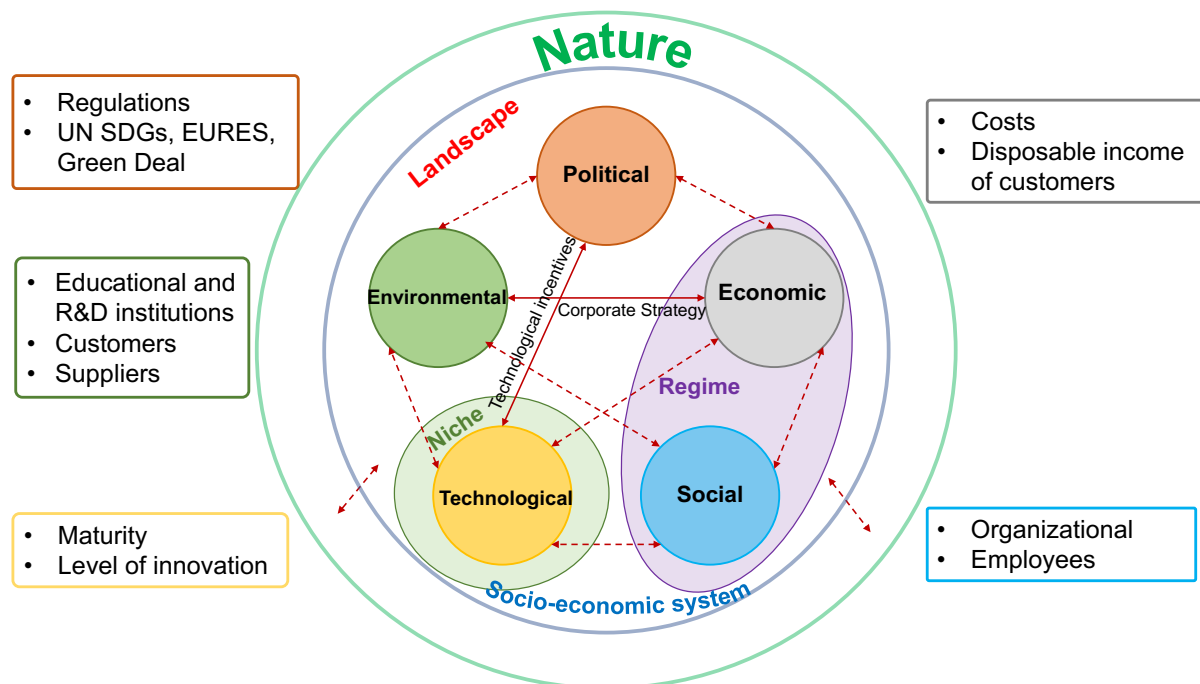 Nature
Landscape
• Regulations
• UN SDGs, EURES,
Green Deal
• Costs
• Disposable income
of customers
Political
• Educational and
R&D institutions
• Customers
• Suppliers
Environmental
Economic
Technological incentives
Corporate Strategy
Regime
Niche
Technological
Social
• Maturity
• Level of innovation
• Organizational
• Employees
Socio-economic system